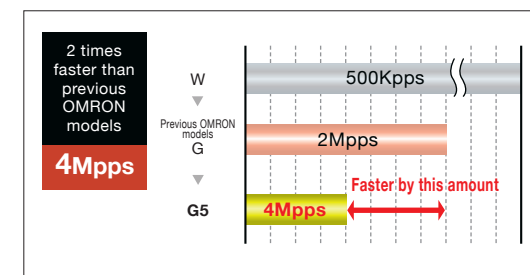 2 times
faster than
previous
OMRON
models
4Mpps
W
500Kpps
Previous OMRON
models
G
2Mpps
Faster by this amount
G5
4Mpps